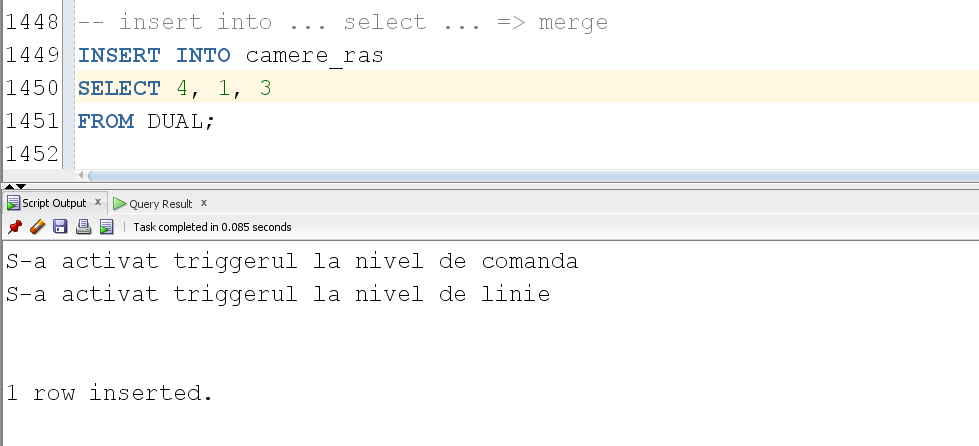 1448 -- insert into ... select ... => merge
1449 INSERT INTO camere_ras
1450 SELECT 4, 1, 3
1451 FROM DUAL;
1452
Script Output x Query Result x
Task completed in 0.085 seconds
S-a activat triggerul la nivel de comanda
S-a activat triggerul la nivel de linie
1 row inserted.